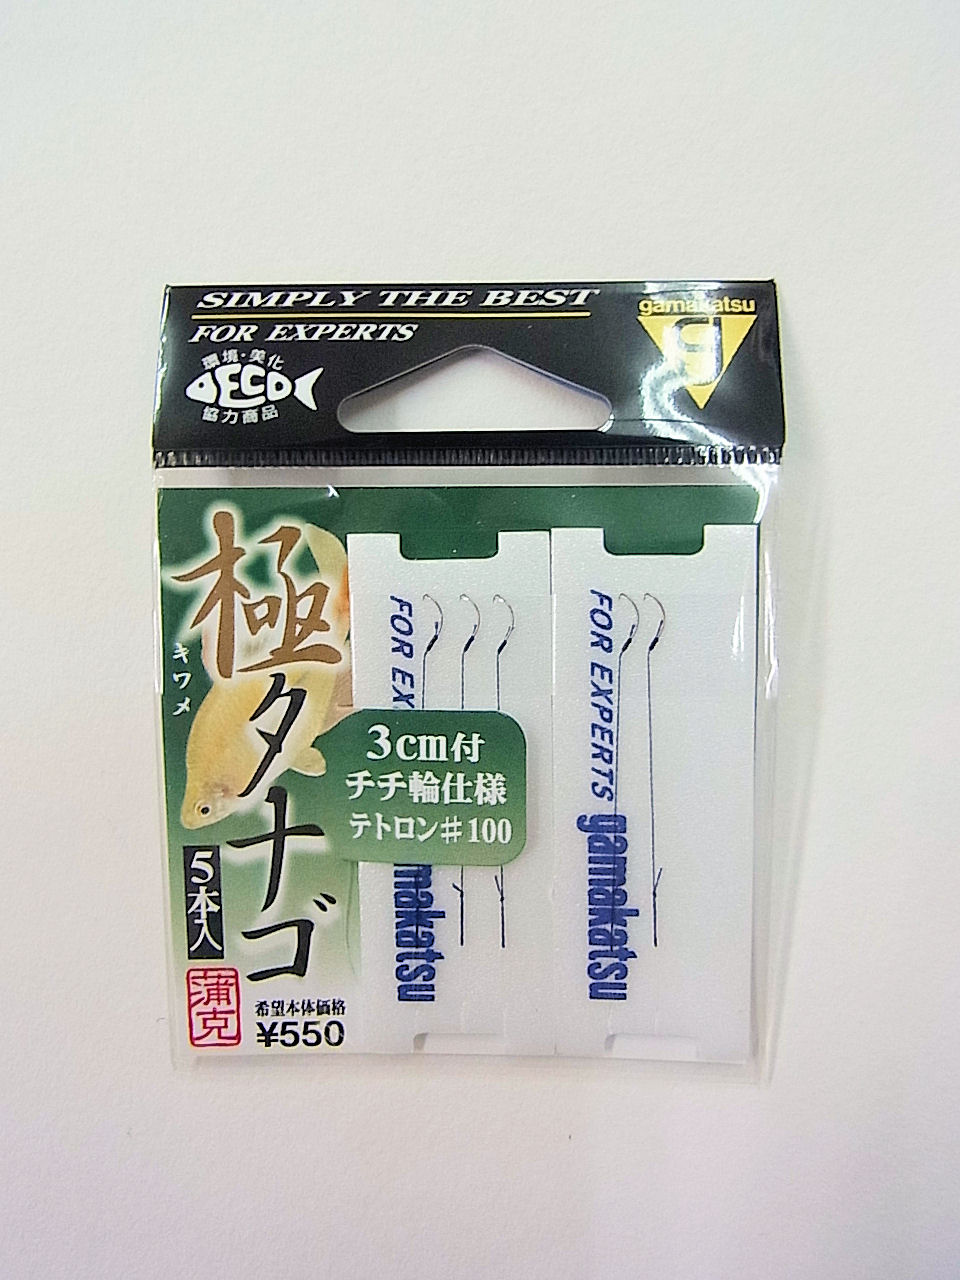 SIMPLY THE BEST
FOR EXPERTS
gamakatsu
環境・美化
ECO
協力商品
極タナゴ
キワメ
5本入
蒲克
希望本体価格
¥550
3cm付
チチ輪仕様
テトロン#100
FOR EX
makatsu
FOR EXPERTS
gamakatsu